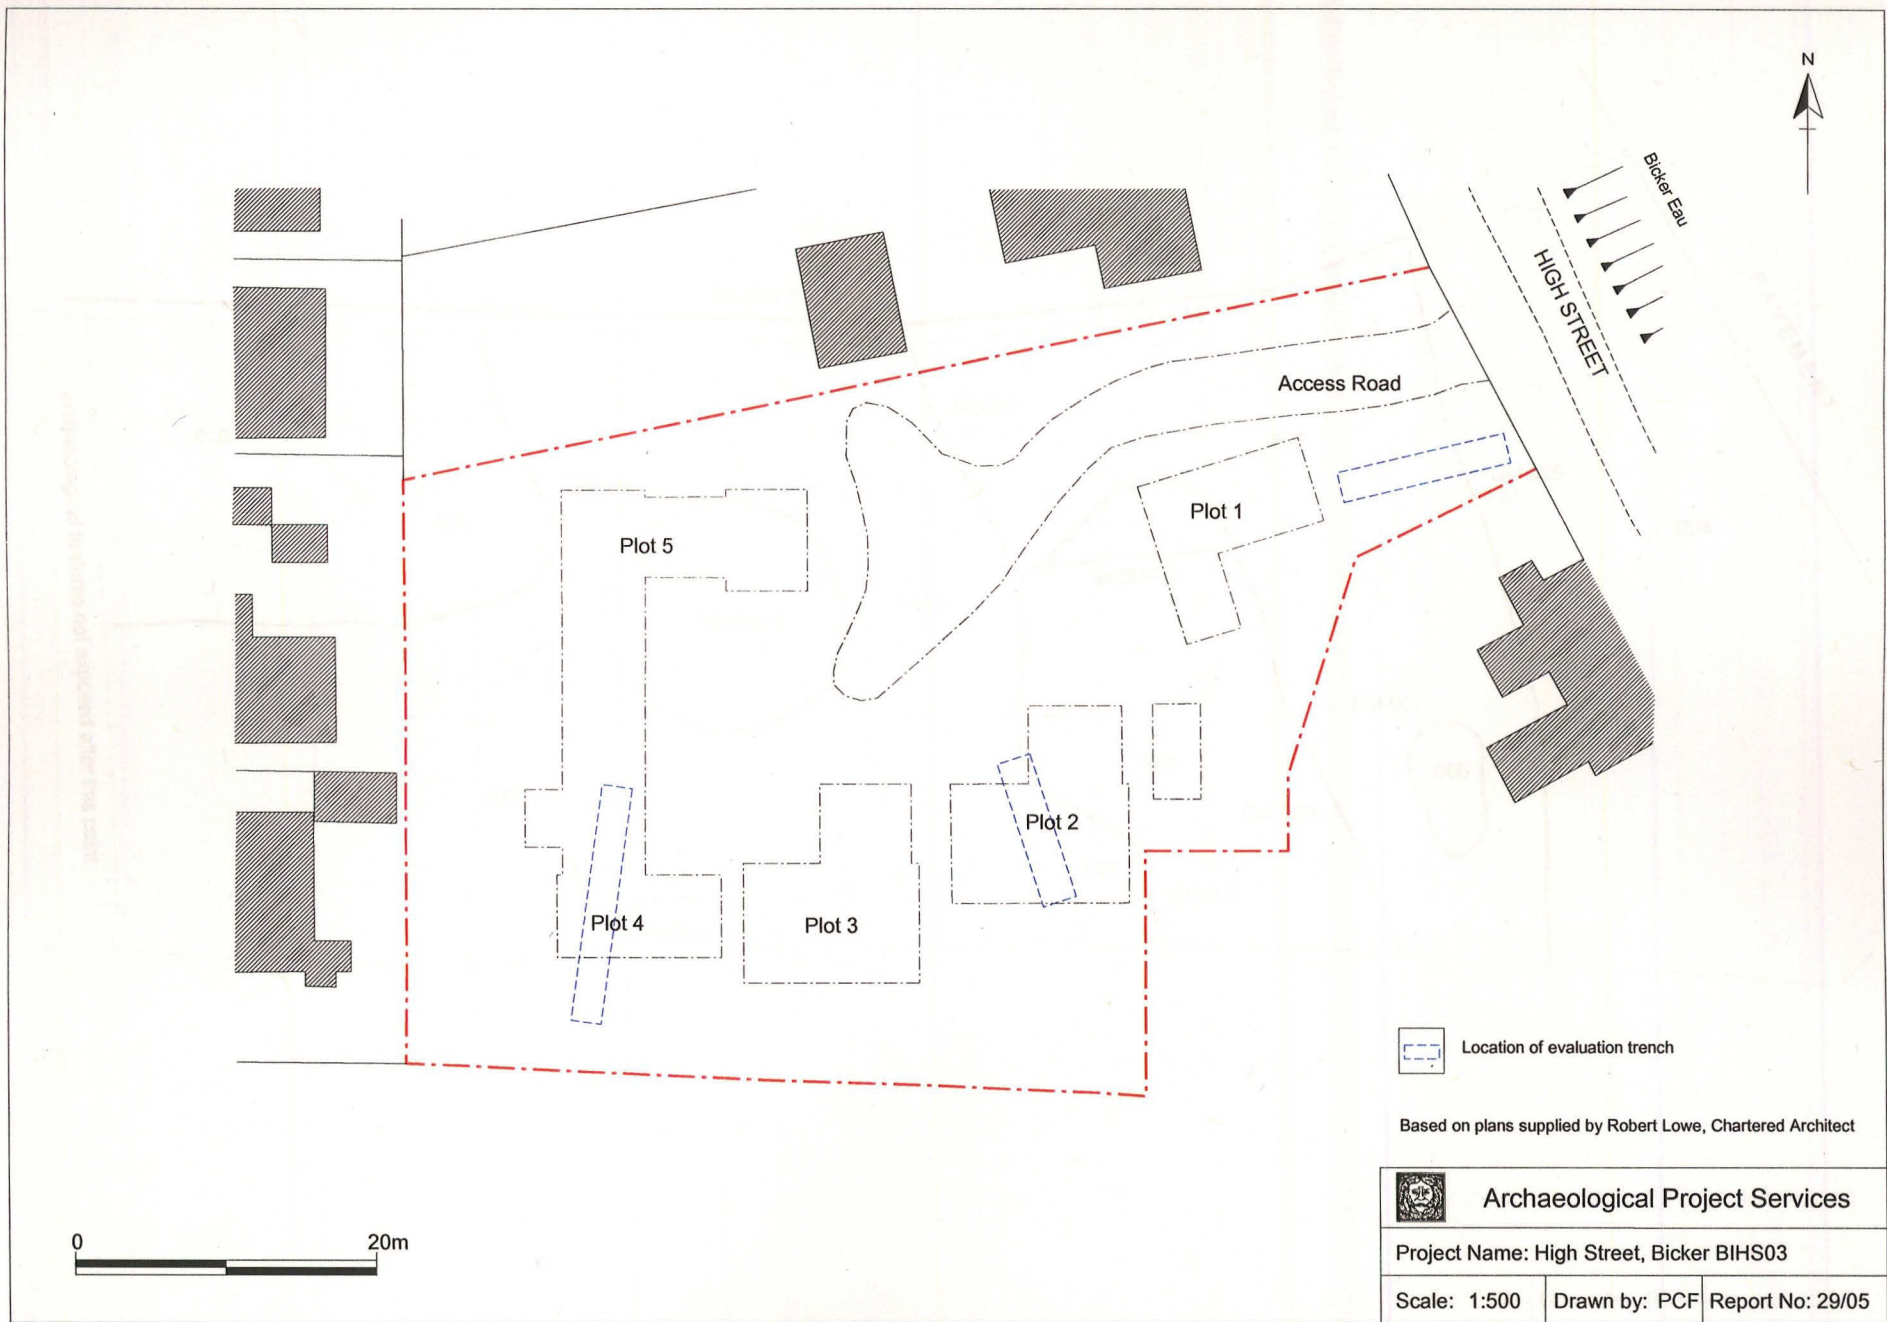 N
Bicker Eau
HIGH STREET
Access Road
Plot 1
Plot 5
Plot 2
Plot 4
Plot 3
Location of evaluation trench
Based on plans supplied by Robert Lowe, Chartered Architect
0 20m
Archaeological Project Services
Project Name: High Street, Bicker BIHS03
Scale: 1:500 Drawn by: PCF Report No: 29/05